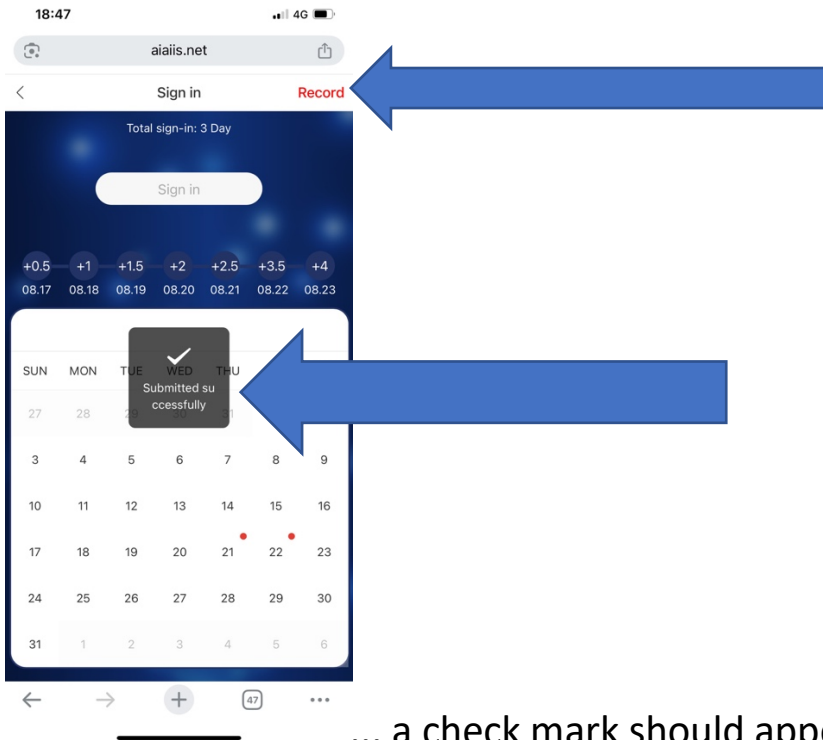 18:47 4G
aiaiis.net
Sign in Record
Total sign-in: 3 Day
Sign in
+0.5 +1 +1.5 +2 +2.5 +3.5 +4
08.17 08.18 08.19 08.20 08.21 08.22 08.23
SUN MON TUE WED THU
Submitted su
ccessfully
27 28 29 31
3 4 5 6 7 8 9
10 11 12 13 14 15 16
17 18 19 20 21 22 23
24 25 26 27 28 29 30
31 1 2 3 4 5 6
47
... a check mark should appe